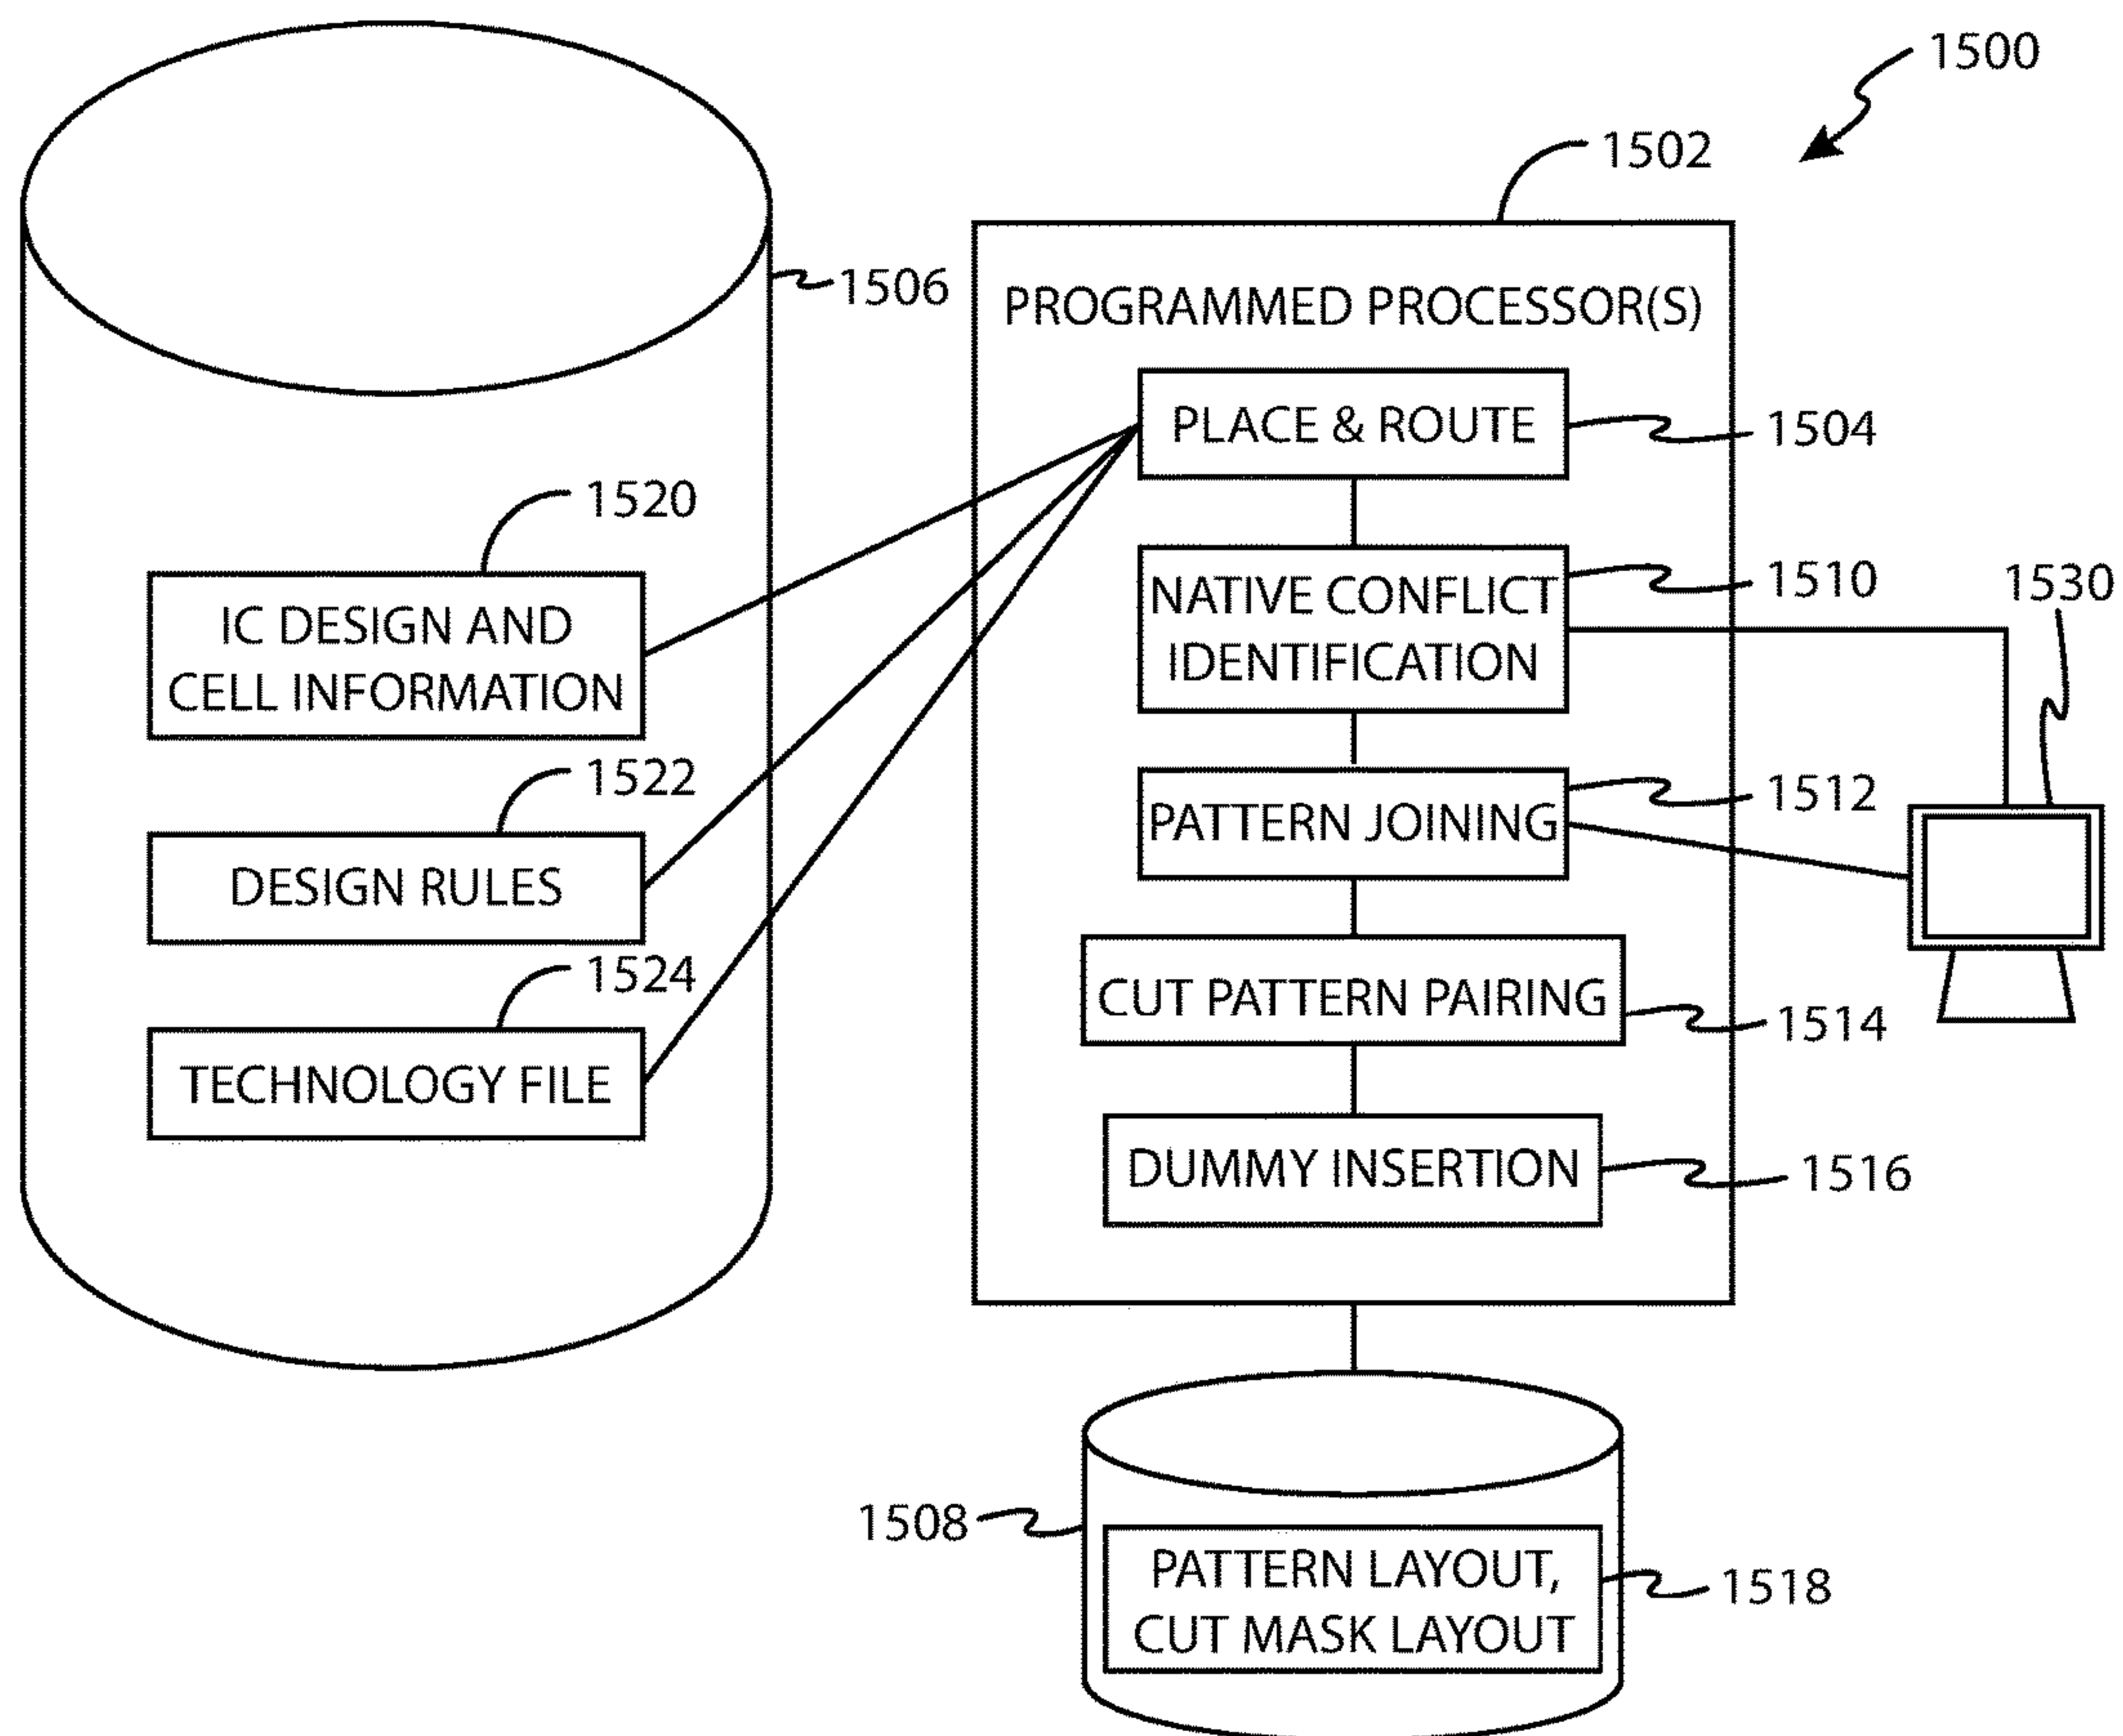 1500
1502
1506
PROGRAMMED PROCESSOR(S)
PLACE & ROUTE
1504
1520
IC DESIGN AND
CELL INFORMATION
NATIVE CONFLICT
IDENTIFICATION
1510
1530
1522
DESIGN RULES
PATTERN JOINING
1512
1524
TECHNOLOGY FILE
CUT PATTERN PAIRING
1514
DUMMY INSERTION
1516
1508
PATTERN LAYOUT,
CUT MASK LAYOUT
1518